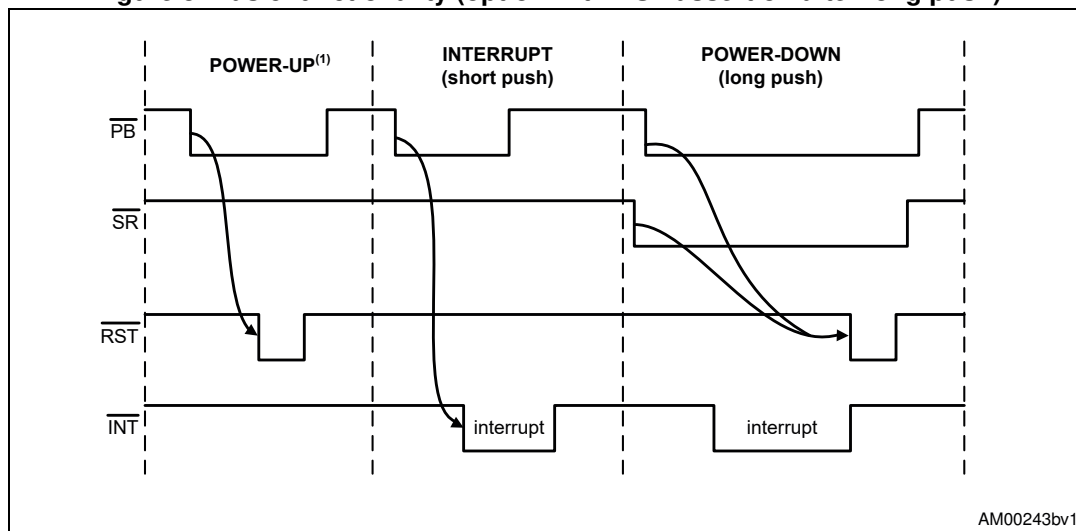 POWER-UP(1)
INTERRUPT
(short push)
POWER-DOWN
(long push)
PB
SR
RST
INT
interrupt
interrupt
AM00243bv1